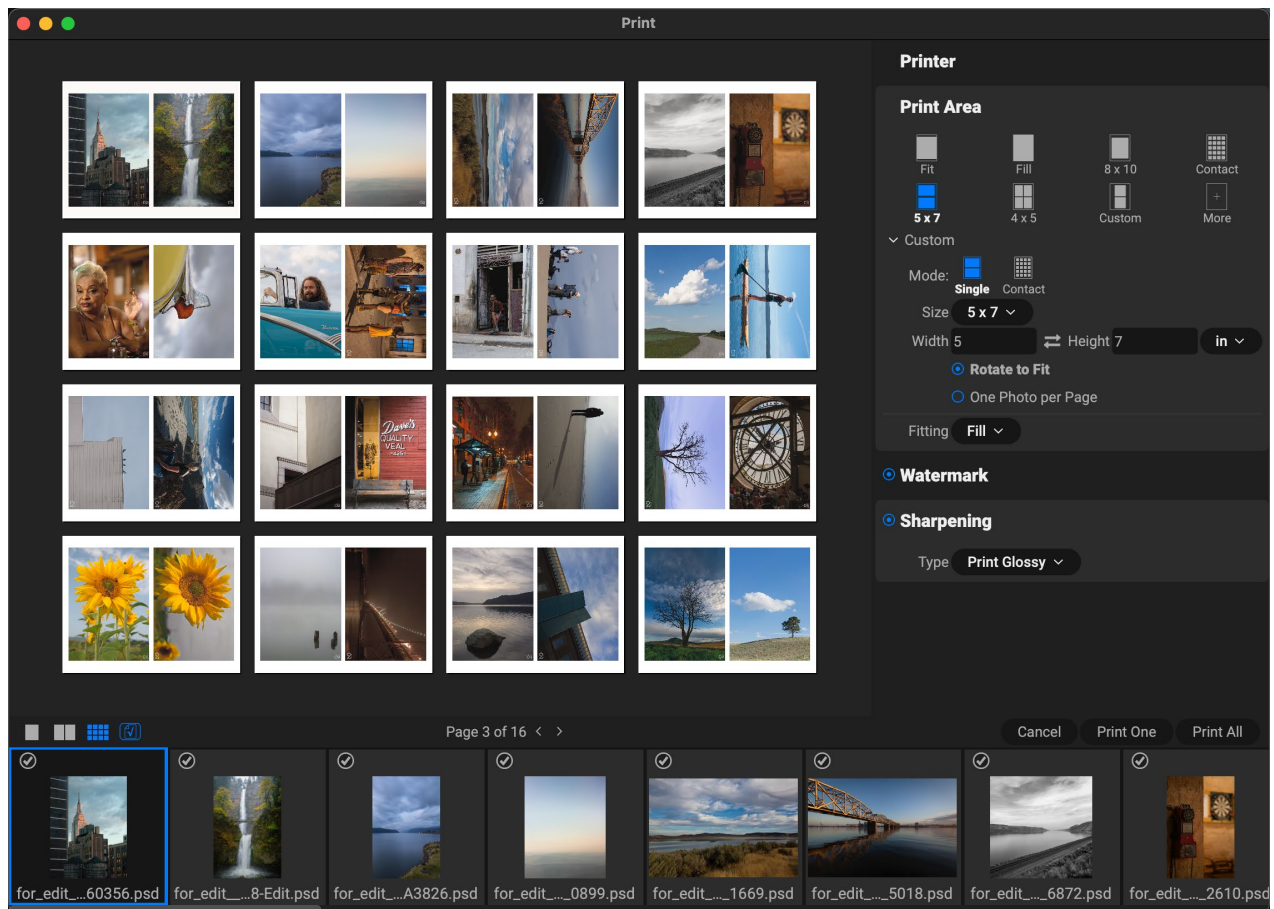 Print
Printer
Print Area
Fit
Fill
8 x 10
Contact
5 x 7
4 x 5
Custom
More
Custom
Mode:
Single
Contact
Size 5 x 7
Width 5 Height 7 in
Rotate to Fit
One Photo per Page
Fitting Fill
Watermark
Sharpening
Type Print Glossy
Dave's
QUALITY
VEAL
Page 3 of 16 < >
Cancel
Print One
Print All
for_edit_...60356.psd
for_edit__...8-Edit.psd
for_edit...A3826.psd
for_edit_..._0899.psd
for_edit_..._1669.psd
for_edit_..._5018.psd
for_edit_..._6872.psd
for_edit_..._2610.psd